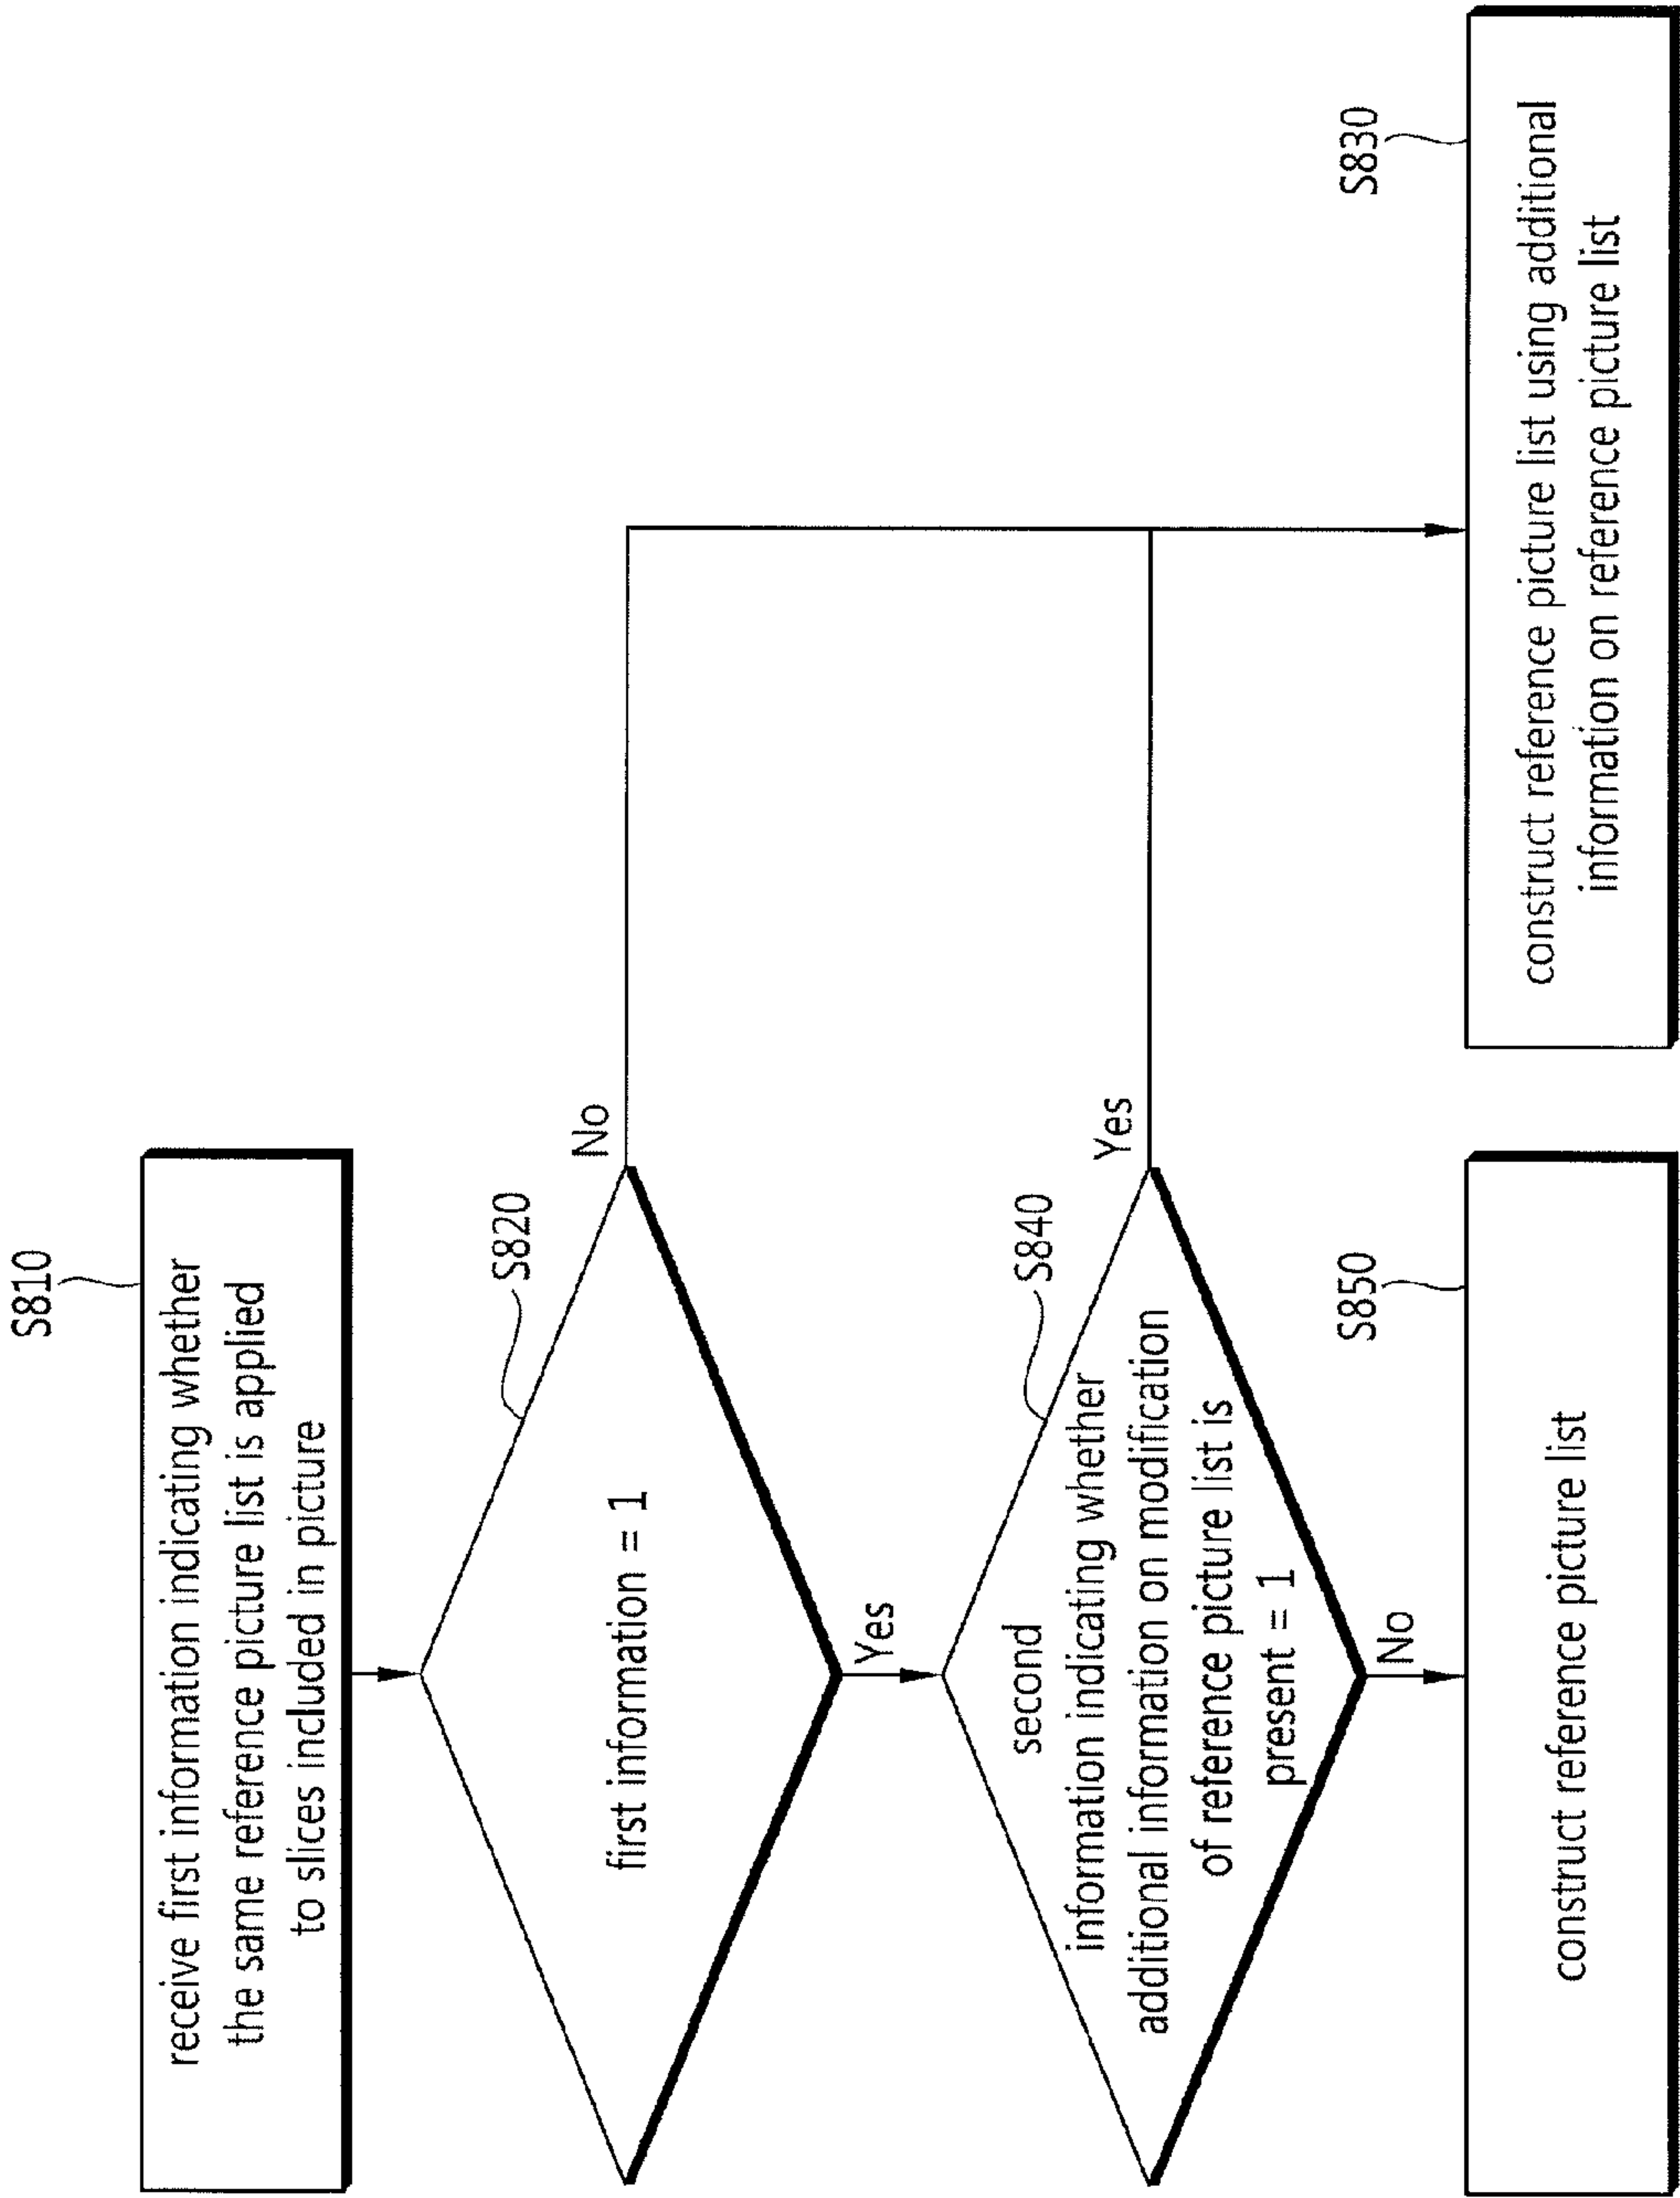 S810
receive first information indicating whether
the same reference picture list is applied
to slices included in picture
S820
first information = 1
No
Yes
S840
second
information indicating whether
additional information on modification
of reference picture list is
present = 1
Yes
No
S850
construct reference picture list
S830
construct reference picture list using additional
information on reference picture list